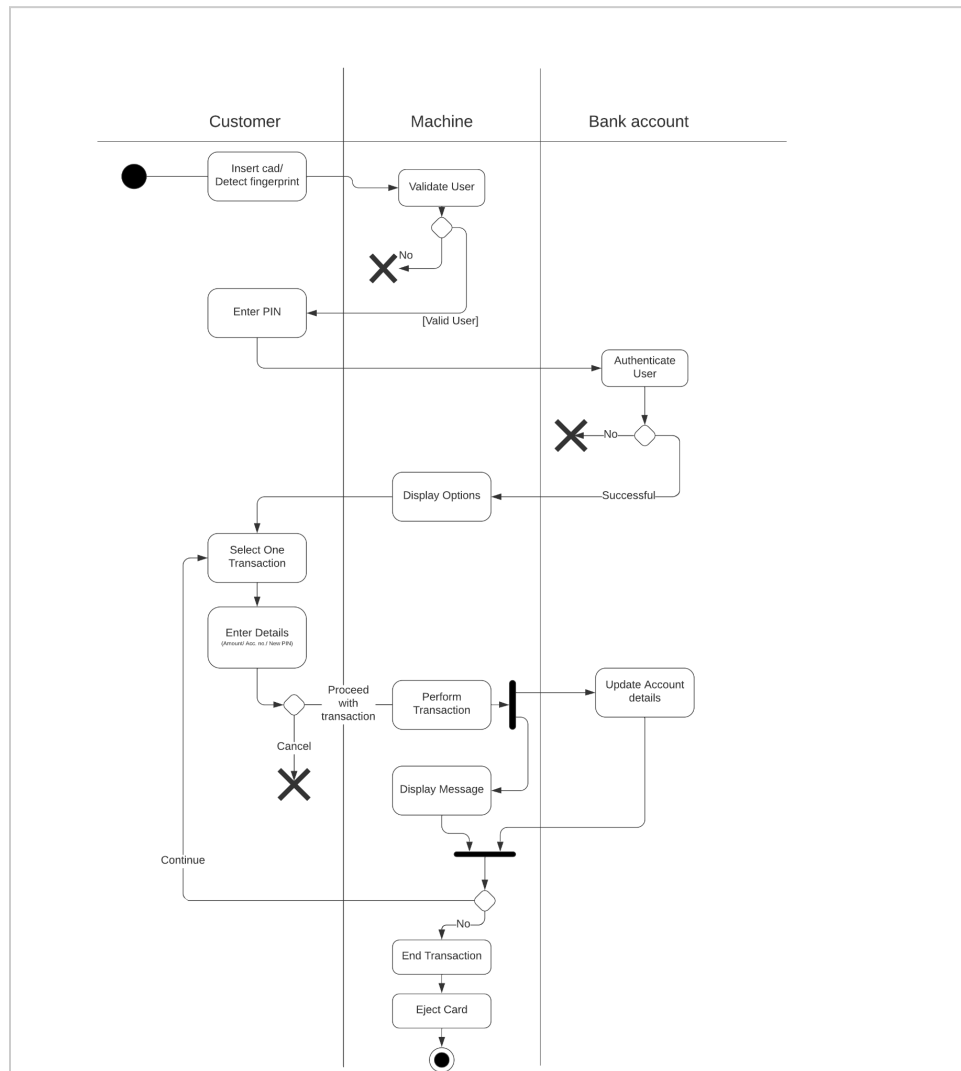 Customer
Machine
Bank account
Insert cad/
Detect fingerprint
Validate User
No
Enter PIN
[Valid User]
Authenticate
User
No
Display Options
Successful
Select One
Transaction
Enter Details
(Amount/ Acc. no./ New PIN)
Proceed
with
transaction
Perform
Transaction
Update Account
details
Cancel
Display Message
Continue
No
End Transaction
Eject Card